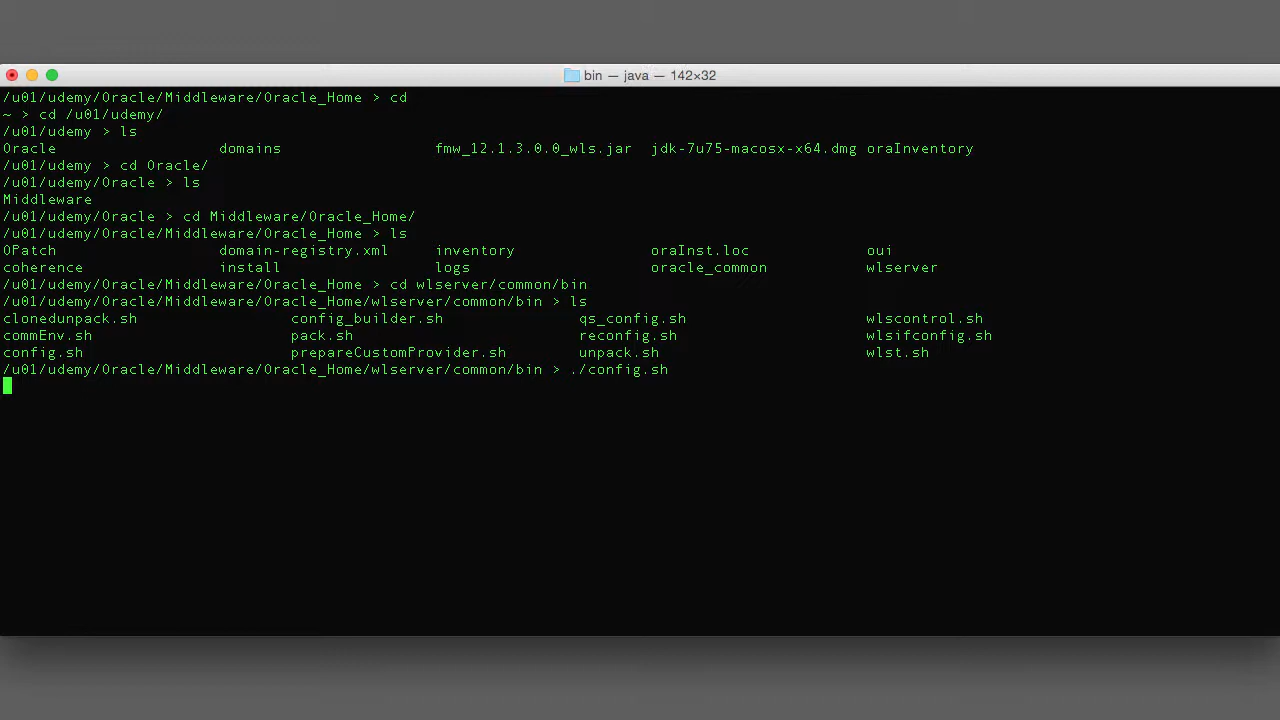 bin — java — 142×32
/u01/udemy/Oracle/Middleware/Oracle_Home > cd
~ > cd /u01/udemy/
/u01/udemy > ls
Oracle domains fmw_12.1.3.0.0_wls.jar jdk-7u75-macosx-x64.dmg oraInventory
/u01/udemy > cd Oracle/
/u01/udemy/Oracle > ls
Middleware
/u01/udemy/Oracle > cd Middleware/Oracle_Home/
/u01/udemy/Oracle/Middleware/Oracle_Home > ls
OPatch domain-registry.xml inventory oraInst.loc oui
coherence install logs oracle_common wlserver
/u01/udemy/Oracle/Middleware/Oracle_Home > cd wlserver/common/bin
/u01/udemy/Oracle/Middleware/Oracle_Home/wlserver/common/bin > ls
clonedunpack.sh config_builder.sh qs_config.sh wlscontrol.sh
commEnv.sh pack.sh reconfig.sh wlsifconfig.sh
config.sh prepareCustomProvider.sh unpack.sh wlst.sh
/u01/udemy/Oracle/Middleware/Oracle_Home/wlserver/common/bin > ./config.sh